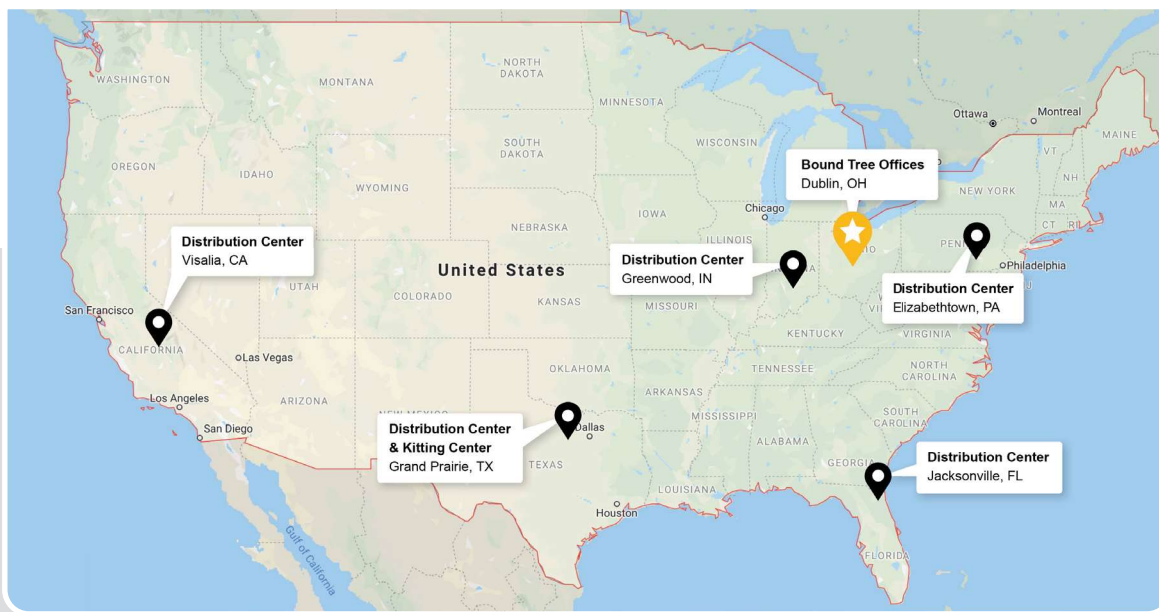 WASHINGTON
MONTANA
NORTH
DAKOTA
MINNESOTA
Ottawa
Montreal
MAINE
OREGON
IDAHO
SOUTH
DAKOTA
WISCONSIN
VT
NH
WYOMING
Bound Tree Offices
Dublin, OH
NEW YORK
MA
CT
RI
NEBRASKA
IOWA
Chicago
ILLINOIS
Distribution Center
Visalia, CA
UTAH
COLORADO
United States
KANSAS
MISSOURI
Distribution Center
Greenwood, IN
Philadelphia
Distribution Center
Elizabethtown, PA
San Francisco
CALIFORNIA
Las Vegas
KENTUCKY
VIRGINIA
Los Angeles
ARIZONA
OKLAHOMA
ARKANSAS
TENNESSEE
NORTH
CAROLINA
San Diego
Distribution Center
& Kitting Center
Grand Prairie, TX
Dallas
TEXAS
MISSISSIPPI
ALABAMA
GEORGIA
SOUTH
CAROLINA
Distribution Center
Jacksonville, FL
LOUISIANA
Houston
Gulf of California
FLORIDA